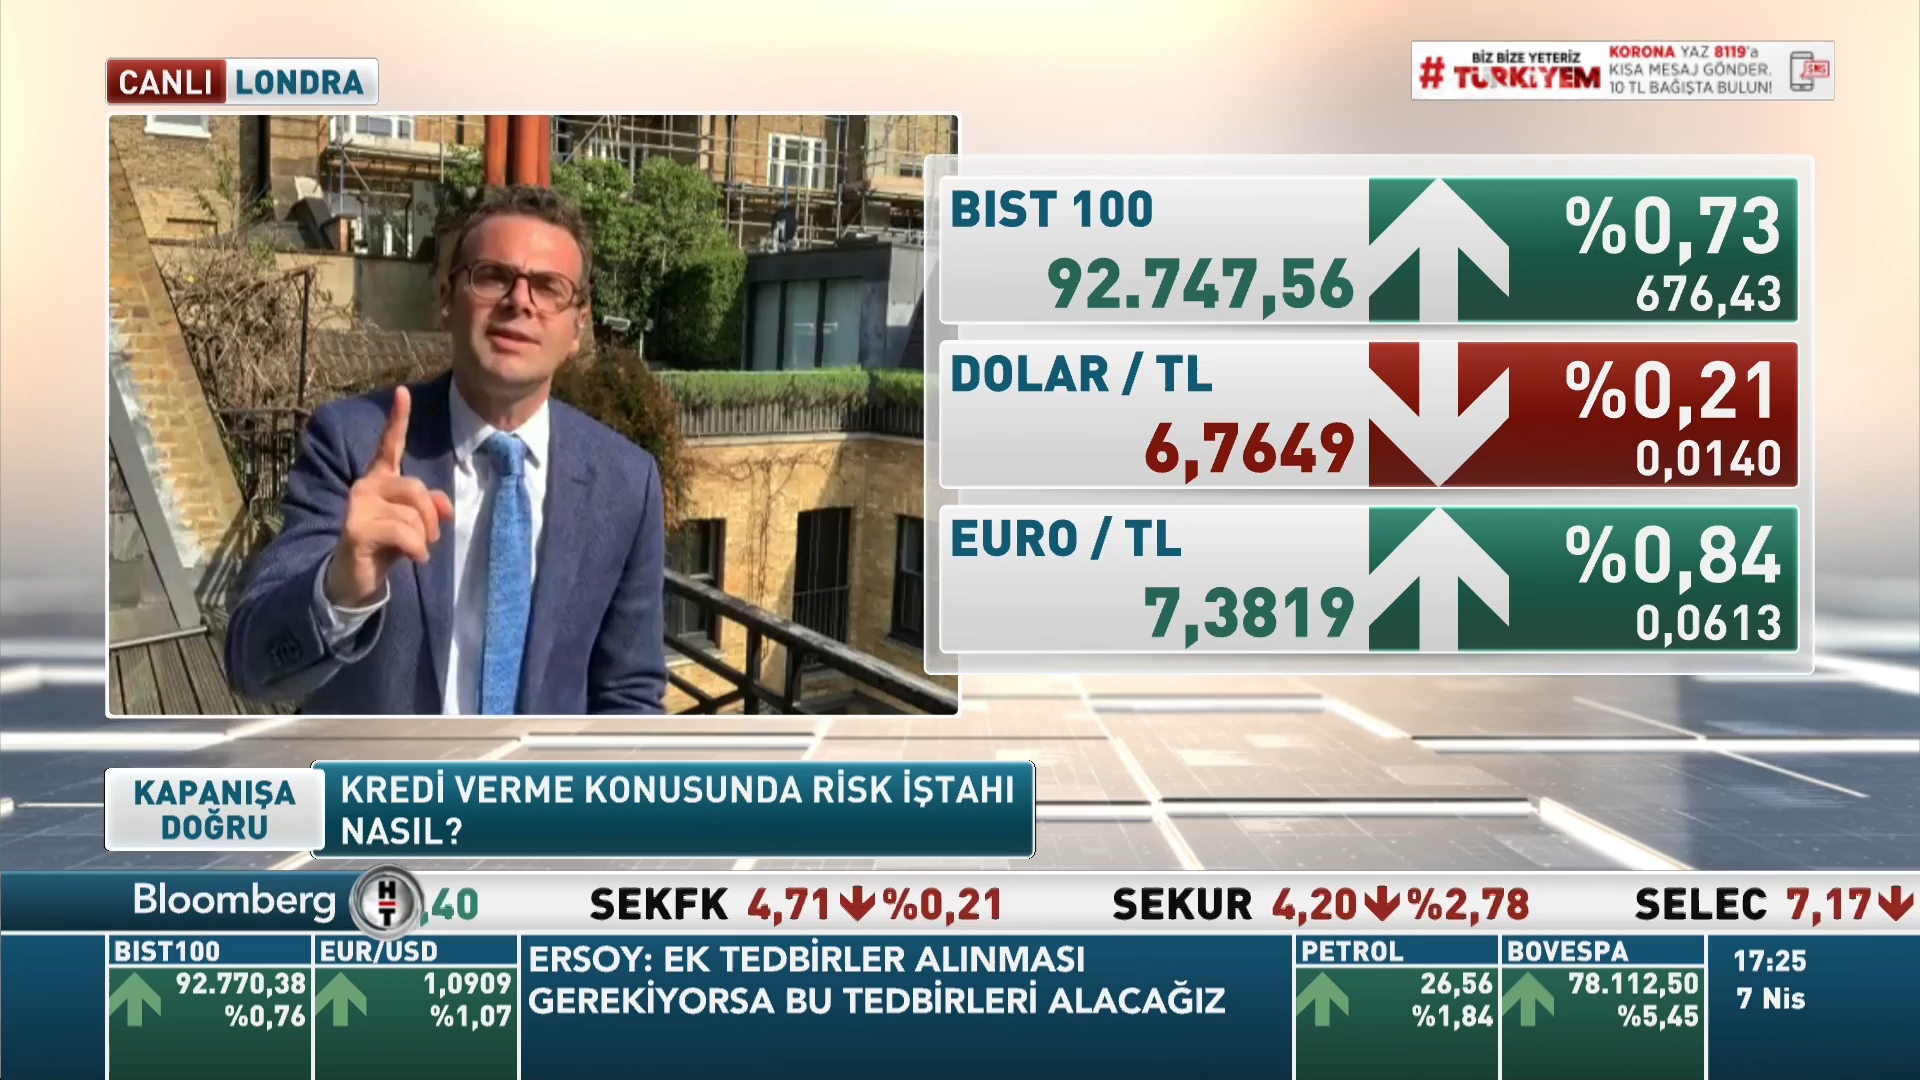 CANLI LONDRA
BİZ BİZE YETERİZ
#TÜRKİYEM
KORONA YAZ 8119'a
KISA MESAJ GÖNDER,
10 TL BAĞIŞTA BULUN!
SMS
BIST 100
92.747,56
%0,73
676,43
DOLAR / TL
6,7649
%0,21
0,0140
EURO / TL
7,3819
%0,84
0,0613
KAPANIŞA
DOĞRU
KREDİ VERME KONUSUNDA RİSK İŞTAHI
NASIL?
Bloomberg HT ,40 SEKFK 4,71 %0,21 SEKUR 4,20 %2,78 SELEC 7,17
BIST100
92.770,38
%0,76
EUR/USD
1,0909
%1,07
ERSOY: EK TEDBİRLER ALINMASI
GEREKİYORSA BU TEDBİRLERİ ALACAĞIZ
PETROL
26,56
%1,84
BOVESPA
78.112,50
%5,45
17:25
7 Nis